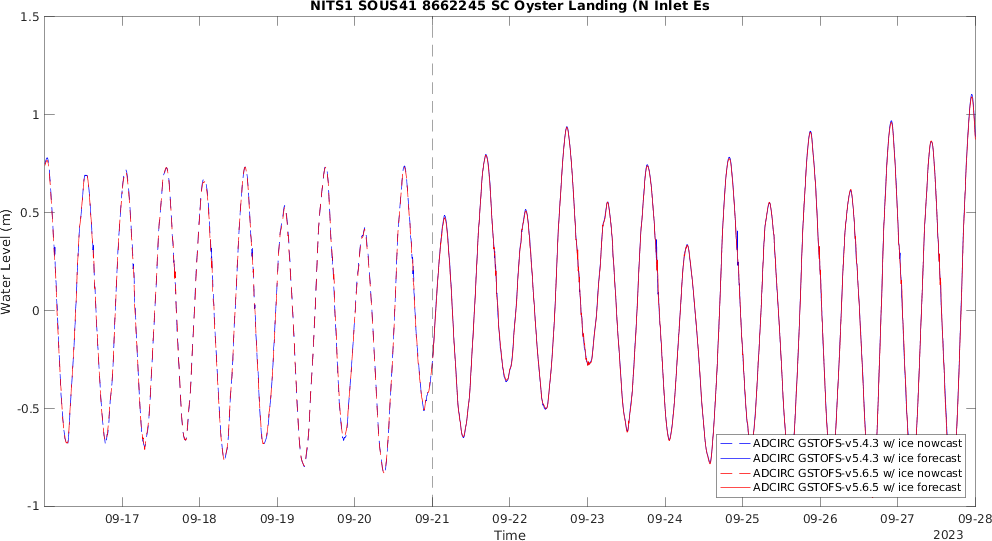 NITS1 SOUS41 8662245 SC Oyster Landing (N Inlet Es
Water Level (m)
1.5
1
0.5
0
-0.5
-1
ADCIRC GSTOFS-v5.4.3 w/ ice nowcast
ADCIRC GSTOFS-v5.4.3 w/ ice forecast
ADCIRC GSTOFS-v5.6.5 w/ ice nowcast
ADCIRC GSTOFS-v5.6.5 w/ ice forecast
09-17 09-18 09-19 09-20 09-21 09-22 09-23 09-24 09-25 09-26 09-27 09-28
Time
2023